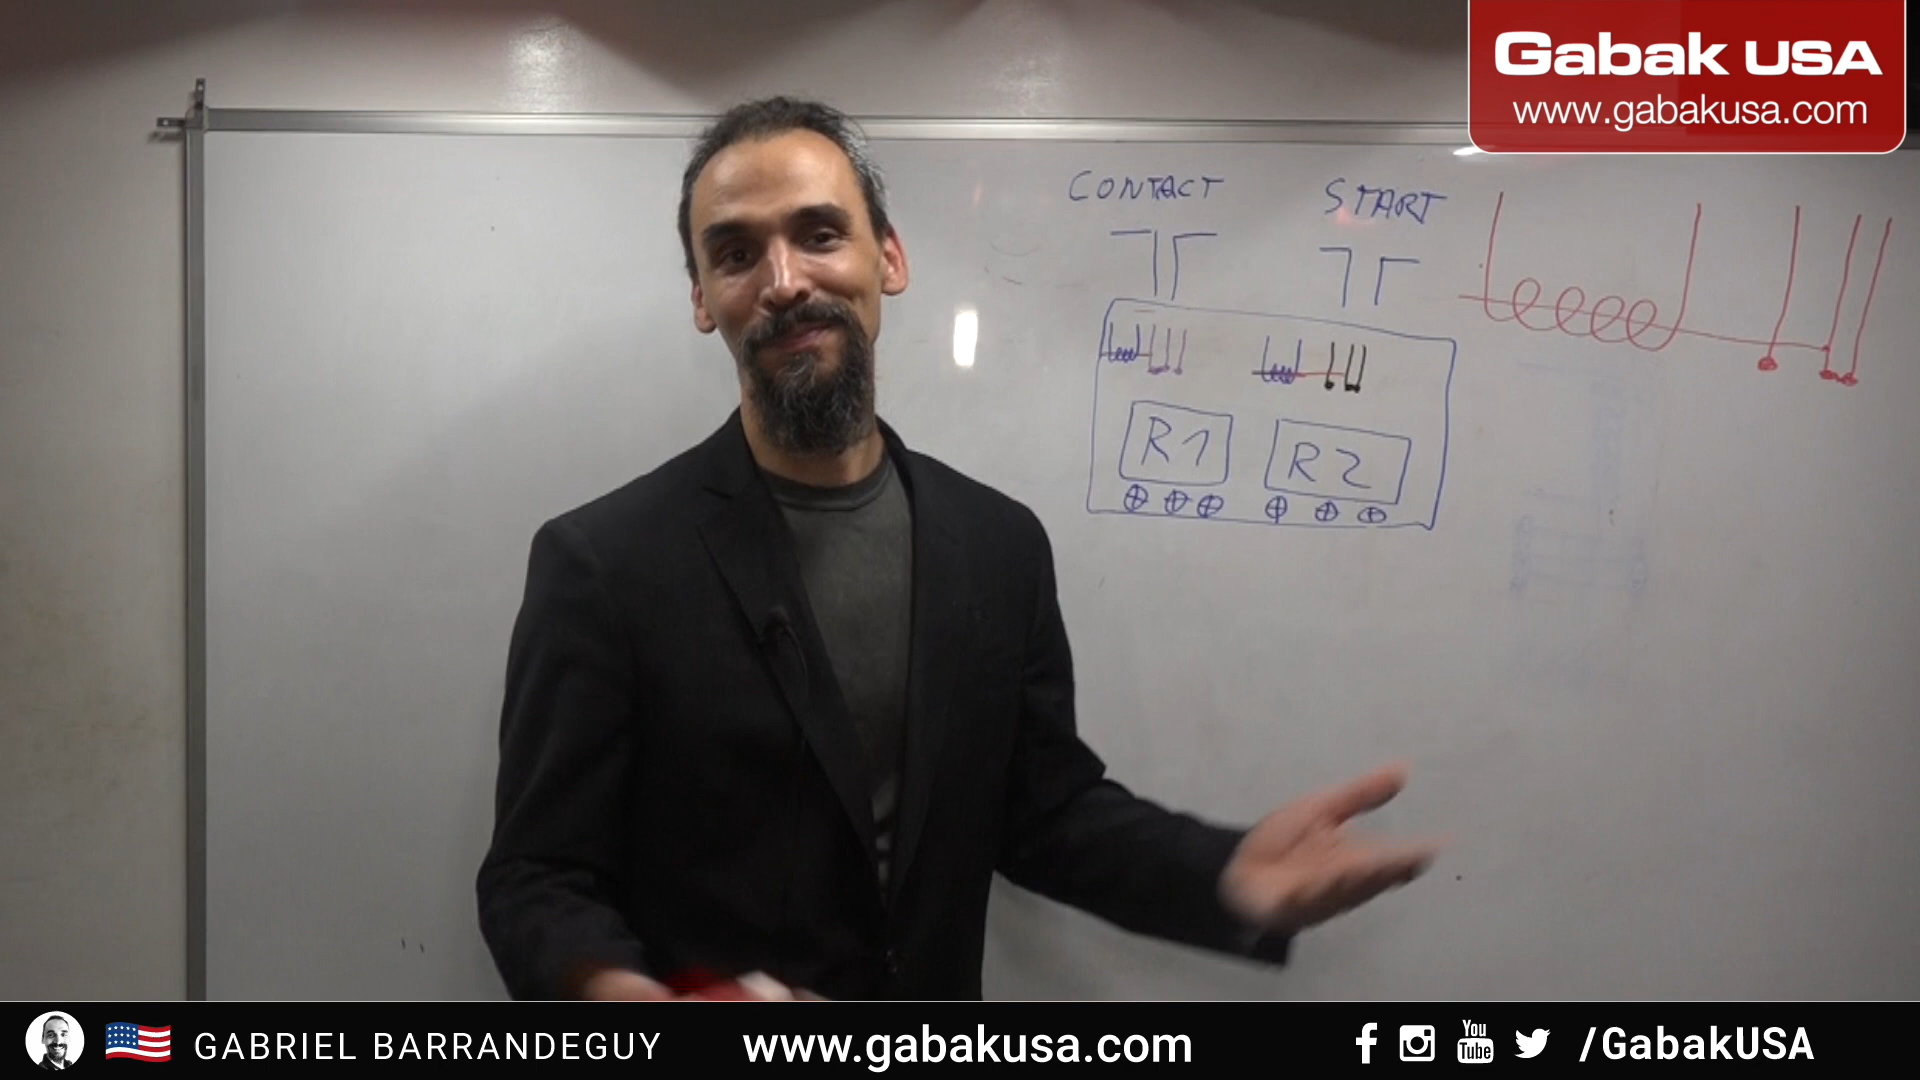 Gabak USA
www.gabakusa.com
CONTACT
START
R1
R2
GABRIEL BARRANDEGUY
www.gabakusa.com
You
Tube
/GabakUSA